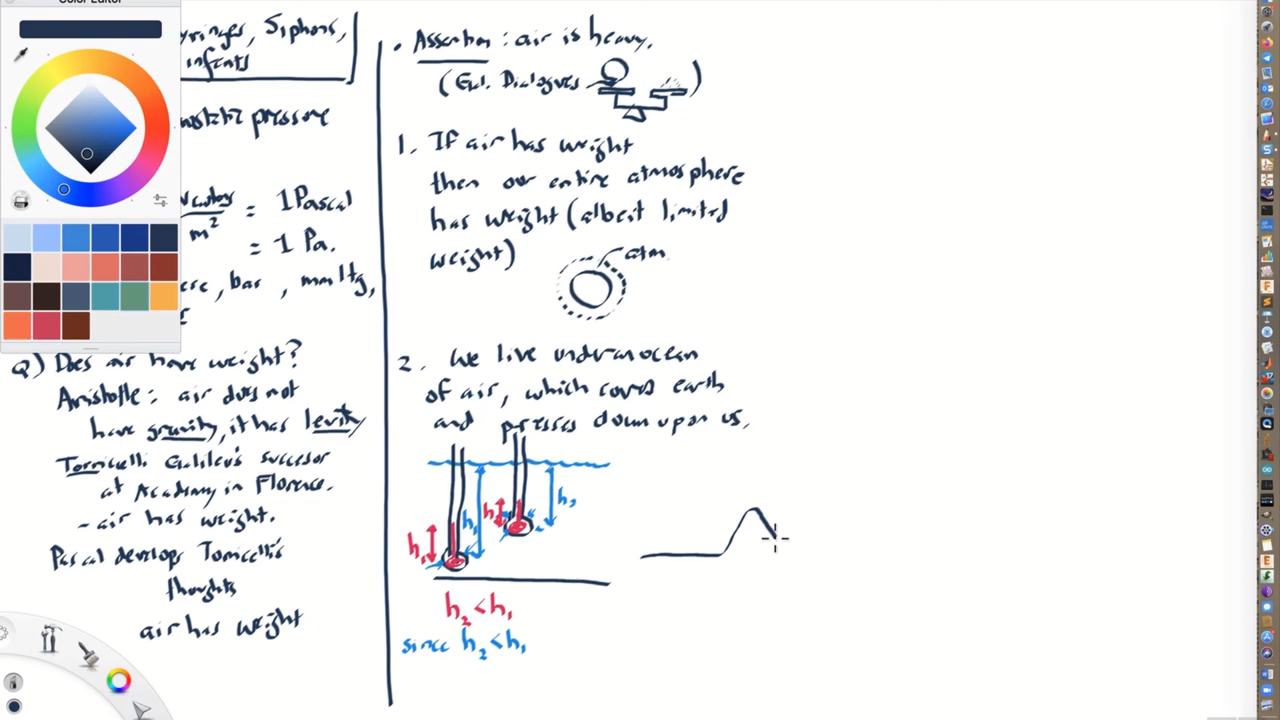 Color Editor
Syringes, Siphons,
infants
pressure
m²
= 1 Pascal
= 1 Pa.
, bar, mmHg,
Q) Does air have weight?
Aristotle: air does not
have gravity, it has levity
Torricelli Galileo's successor
at Academy in Florence.
- air has weight.
Pascal develops Torricelli's
thoughts
air has weight
• Assertion: air is heavy.
(Gal. Dialogues )
1. If air has weight
then our entire atmosphere
has weight (albeit limited
weight)
atm.
2. We live under an ocean
of air, which covers earth
and presses down upon us.
h₁
h₁
h
h₂
h₂ < h₁
since h₂ < h₁